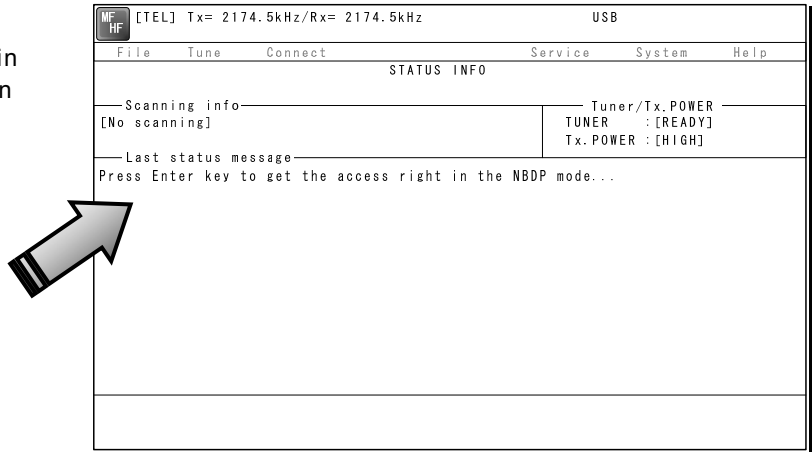 MF HF [TEL] Tx= 2174.5kHz/Rx= 2174.5kHz USB
in
File Tune Connect Service System Help
STATUS INFO
n
Scanning info Tuner/Tx.POWER
[No scanning] TUNER :[READY]
Tx.POWER :[HIGH]
Last status message
Press Enter key to get the access right in the NBDP mode...